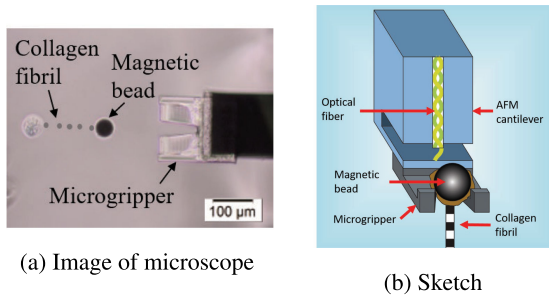 Collagen
fibril
Magnetic
bead
Microgripper
100 µm
(a) Image of microscope
Optical
fiber
AFM
cantilever
Magnetic
bead
Microgripper
Collagen
fibril
(b) Sketch